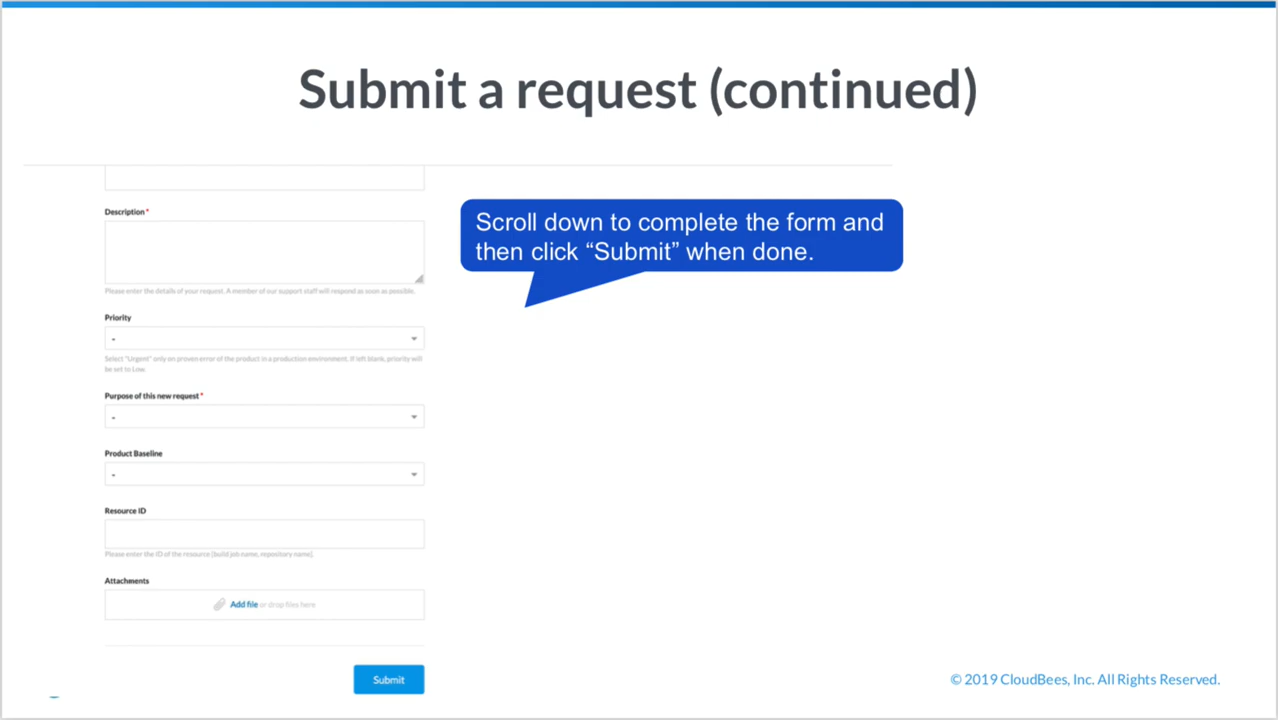 Submit a request (continued)
Scroll down to complete the form and
then click “Submit” when done.
Description*
Please enter the details of your request. A member of our support staff will respond as soon as possible.
Priority
-
Select "Urgent" only on proven error of the product in a production environment. If left blank, priority will
be set to Low.
Purpose of this new request*
-
Product Baseline
-
Resource ID
Please enter the ID of the resource [build job name, repository name].
Attachments
Add file or drop files here
Submit
© 2019 CloudBees, Inc. All Rights Reserved.